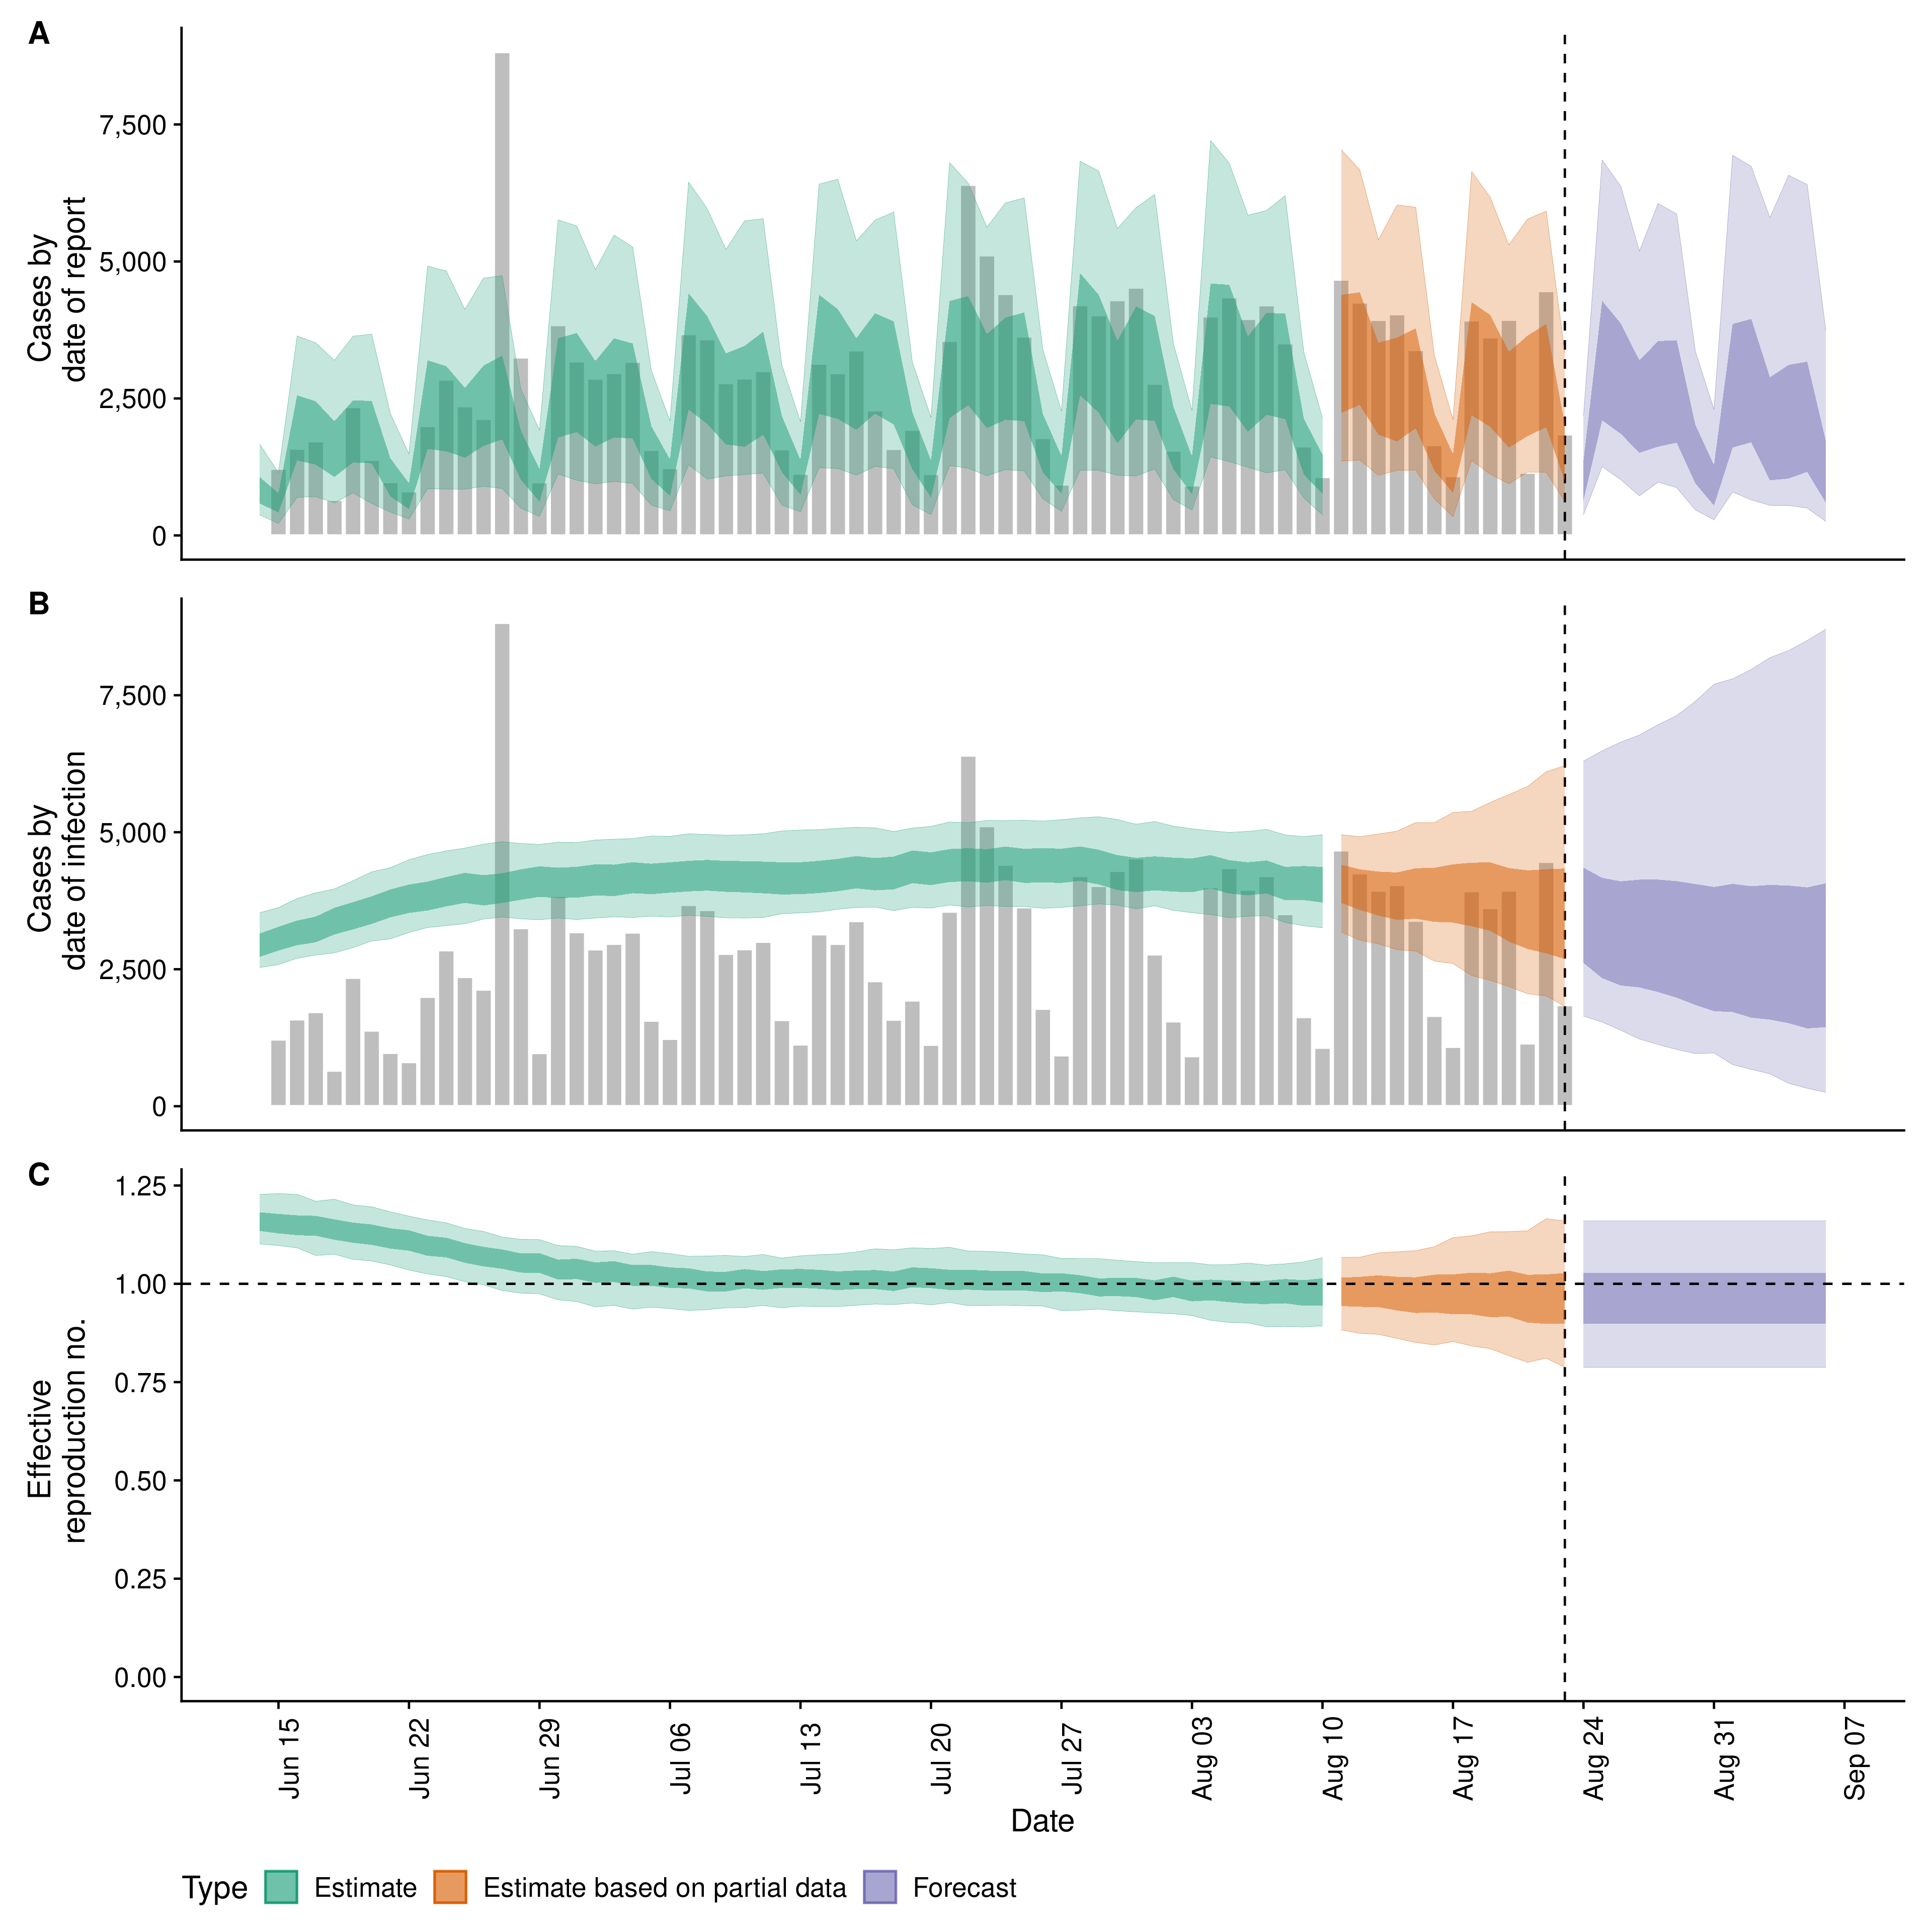 A
Cases by
date of report
7,500
5,000
2,500
0
B
Cases by
date of infection
7,500
5,000
2,500
0
C
Effective
reproduction no.
1.25
1.00
0.75
0.50
0.25
0.00
Jun 15
Jun 22
Jun 29
Jul 06
Jul 13
Jul 20
Jul 27
Aug 03
Aug 10
Aug 17
Aug 24
Aug 31
Sep 07
Date
Type Estimate Estimate based on partial data Forecast